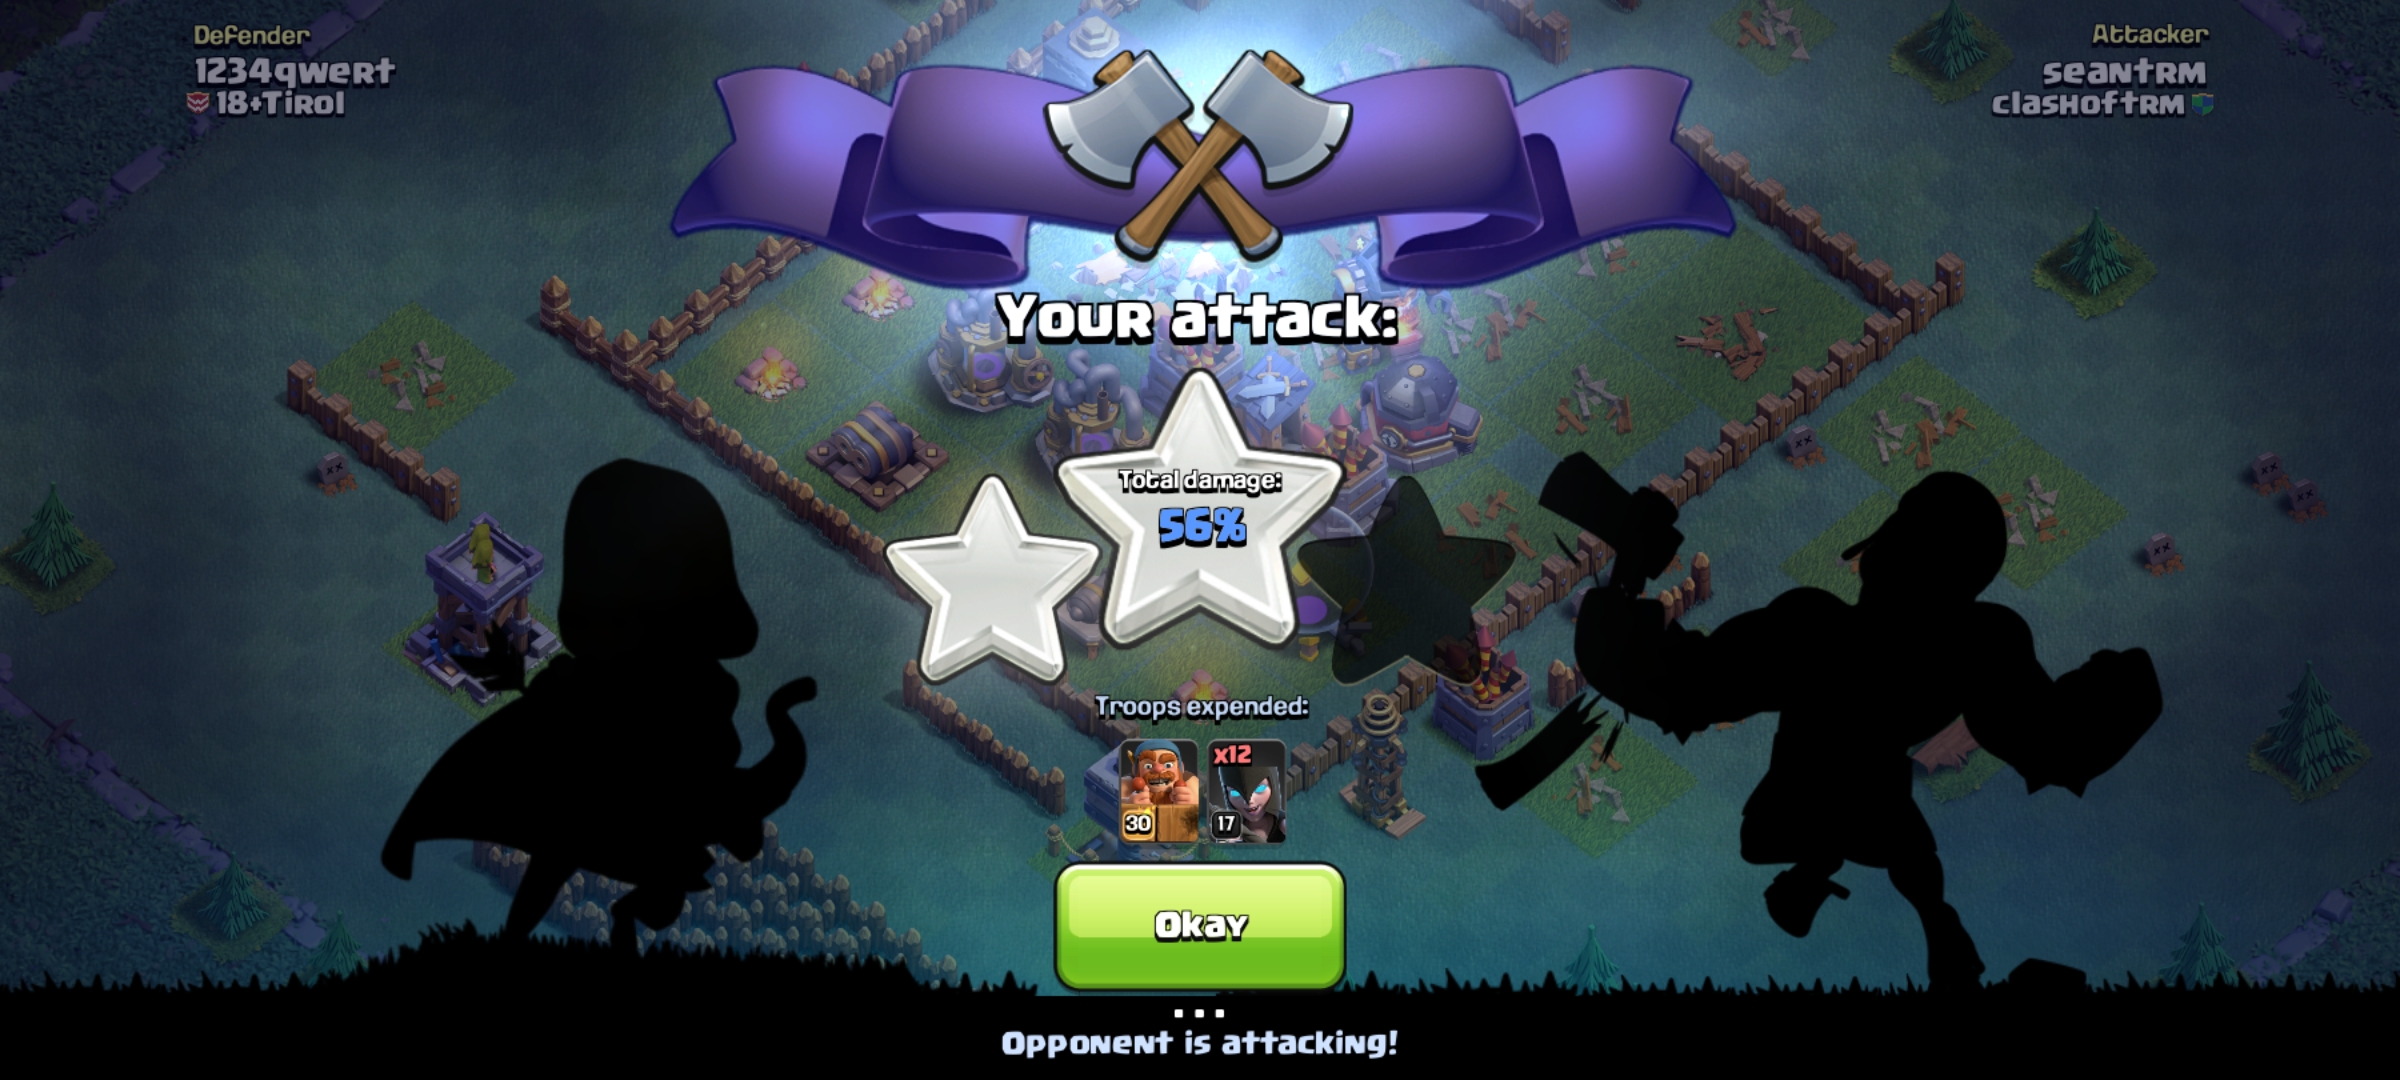 Defender
1234qwert
18+Tirol
Attacker
seantrm
clashoftrm
Your attack:
Total damage:
56%
Troops expended:
30
x12
17
Okay
...
Opponent is attacking!